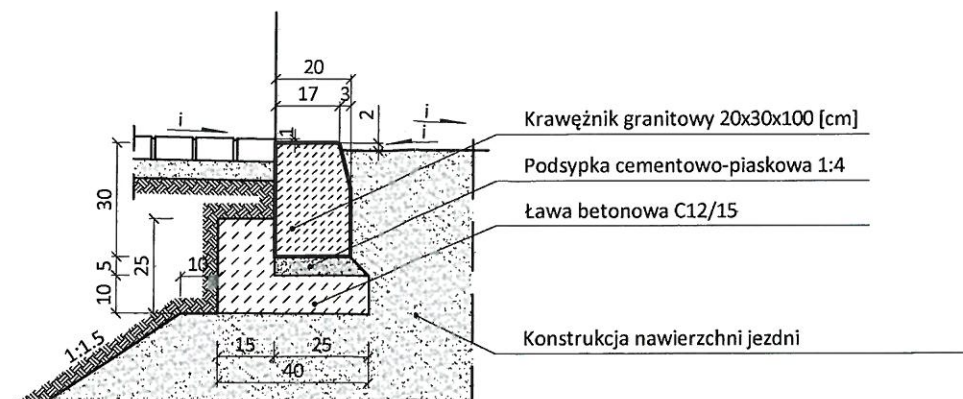 20
17
3
2
i
i
i
1
Krawężnik granitowy 20x30x100 [cm]
Podsypka cementowo-piaskowa 1:4
Ława betonowa C12/15
30
5
10
25
10
1:1.5
15
25
40
Konstrukcja nawierzchni jezdni